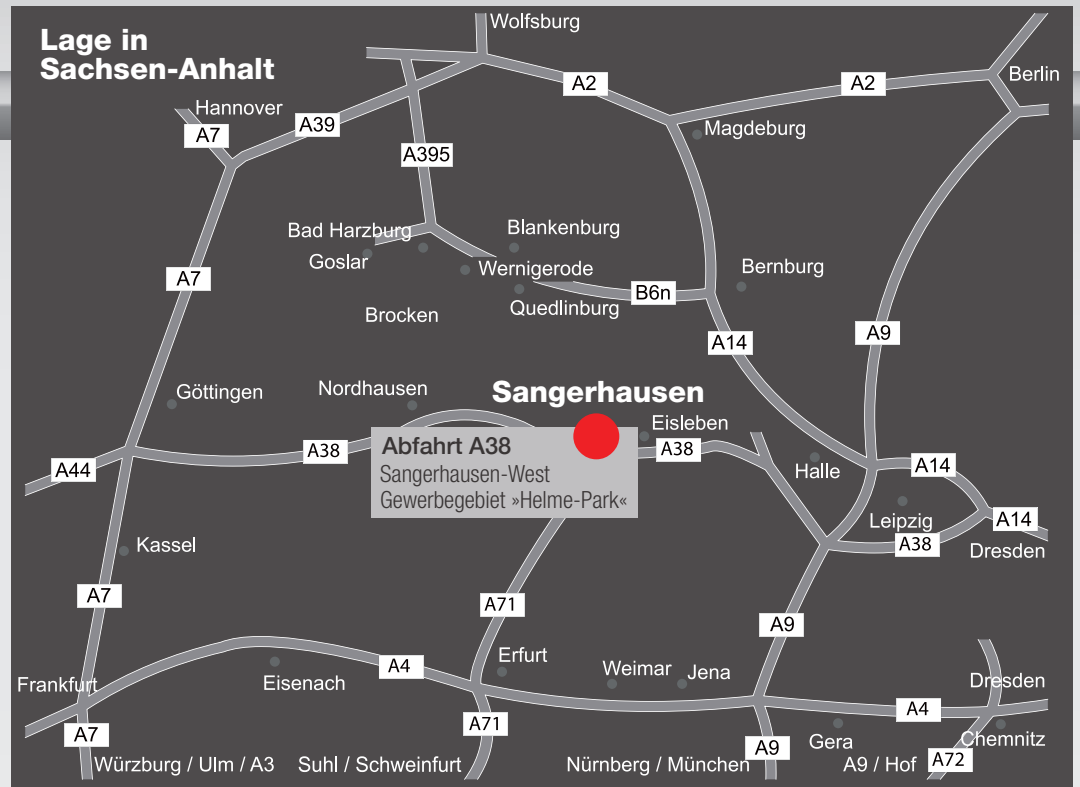 Lage in
Sachsen-Anhalt
Wolfsburg
Berlin
A2
A2
Hannover
A7
A39
Magdeburg
A395
Bad Harzburg
Blankenburg
Goslar
Wernigerode
Bernburg
A7
B6n
Quedlinburg
Brocken
A14
A9
Göttingen
Nordhausen
Sangerhausen
Eisleben
A38
Abfahrt A38
Sangerhausen-West
Gewerbegebiet »Helme-Park«
A38
A44
Halle
A14
Leipzig
A14
A38
Dresden
Kassel
A7
A71
A9
Erfurt
A4
Weimar
Jena
Eisenach
Frankfurt
Dresden
A4
A7
A71
A9
Gera
Chemnitz
A72
Würzburg / Ulm / A3
Suhl / Schweinfurt
Nürnberg / München
A9 / Hof